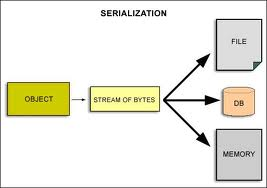 SERIALIZATION
FILE
OBJECT
STREAM OF BYTES
DB
MEMORY